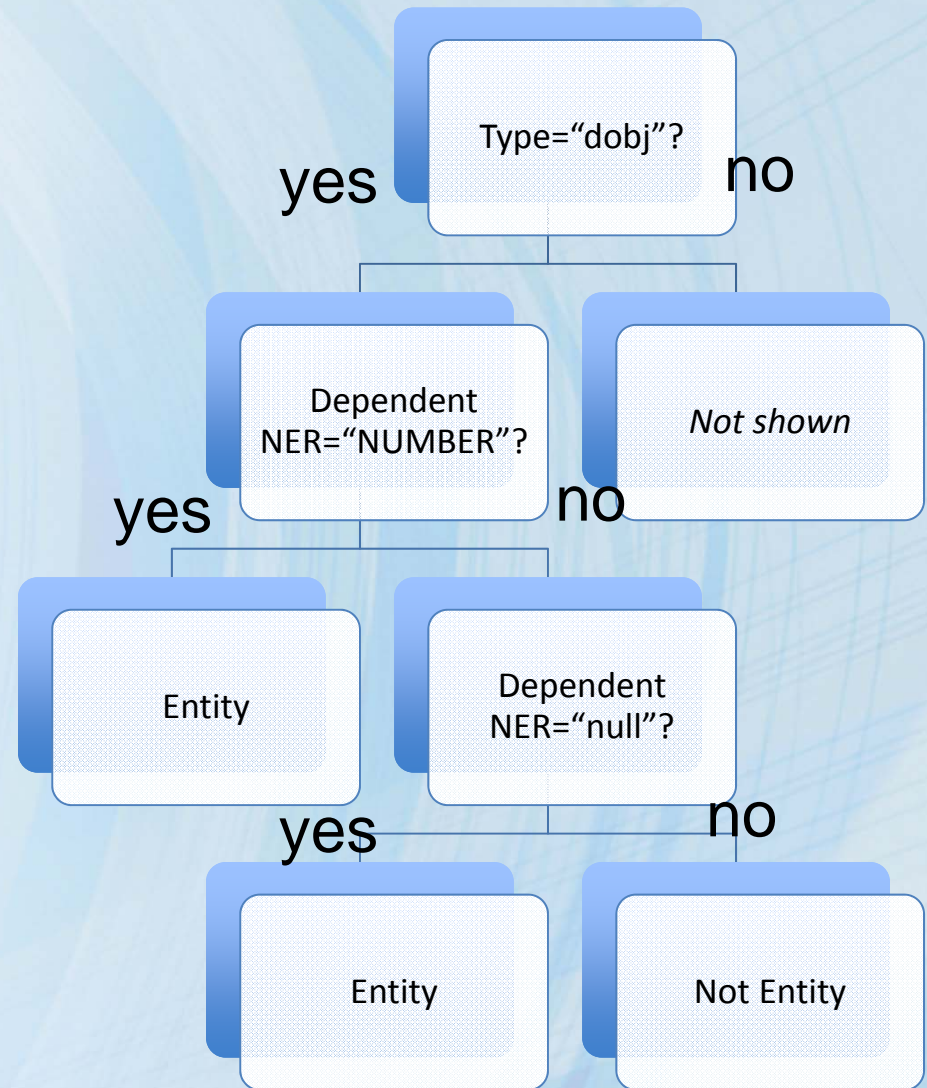 Type=“dobj”?
yes
no
Dependent
NER=“NUMBER”?
Not shown
yes
no
Entity
Dependent
NER=“null”?
yes
no
Entity
Not Entity